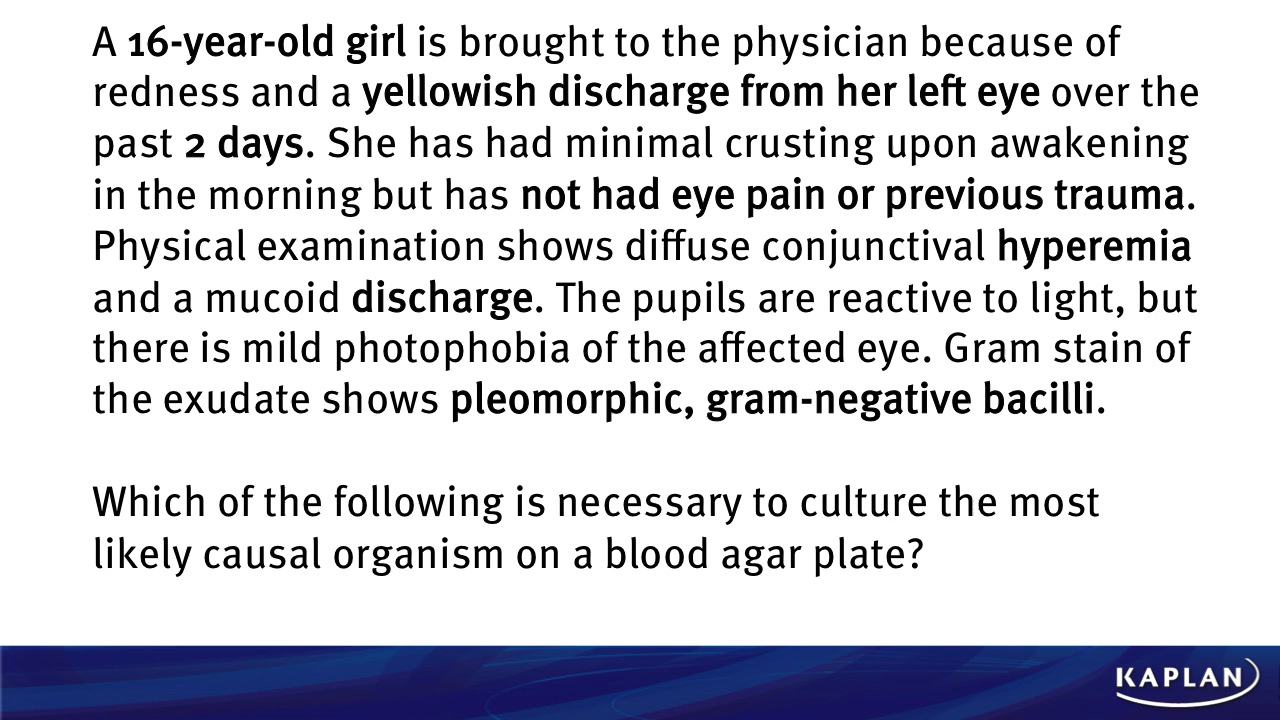 A 16-year-old girl is brought to the physician because of
redness and a yellowish discharge from her left eye over the
past 2 days. She has had minimal crusting upon awakening
in the morning but has not had eye pain or previous trauma.
Physical examination shows diffuse conjunctival hyperemia
and a mucoid discharge. The pupils are reactive to light, but
there is mild photophobia of the affected eye. Gram stain of
the exudate shows pleomorphic, gram-negative bacilli.
Which of the following is necessary to culture the most
likely causal organism on a blood agar plate?
KAPLAN